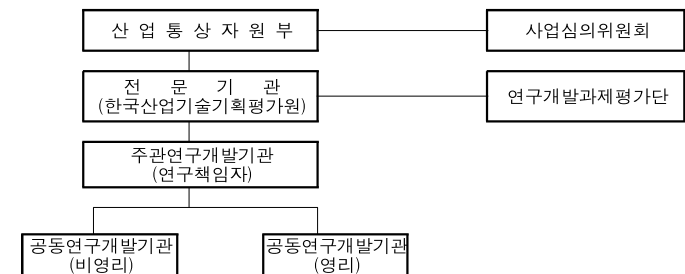 산 업 통 상 자 원 부
사업심의위원회
전 문 기 관
(한국산업기술기획평가원)
연구개발과제평가단
주관연구개발기관
(연구책임자)
공동연구개발기관
(비영리)
공동연구개발기관
(영리)